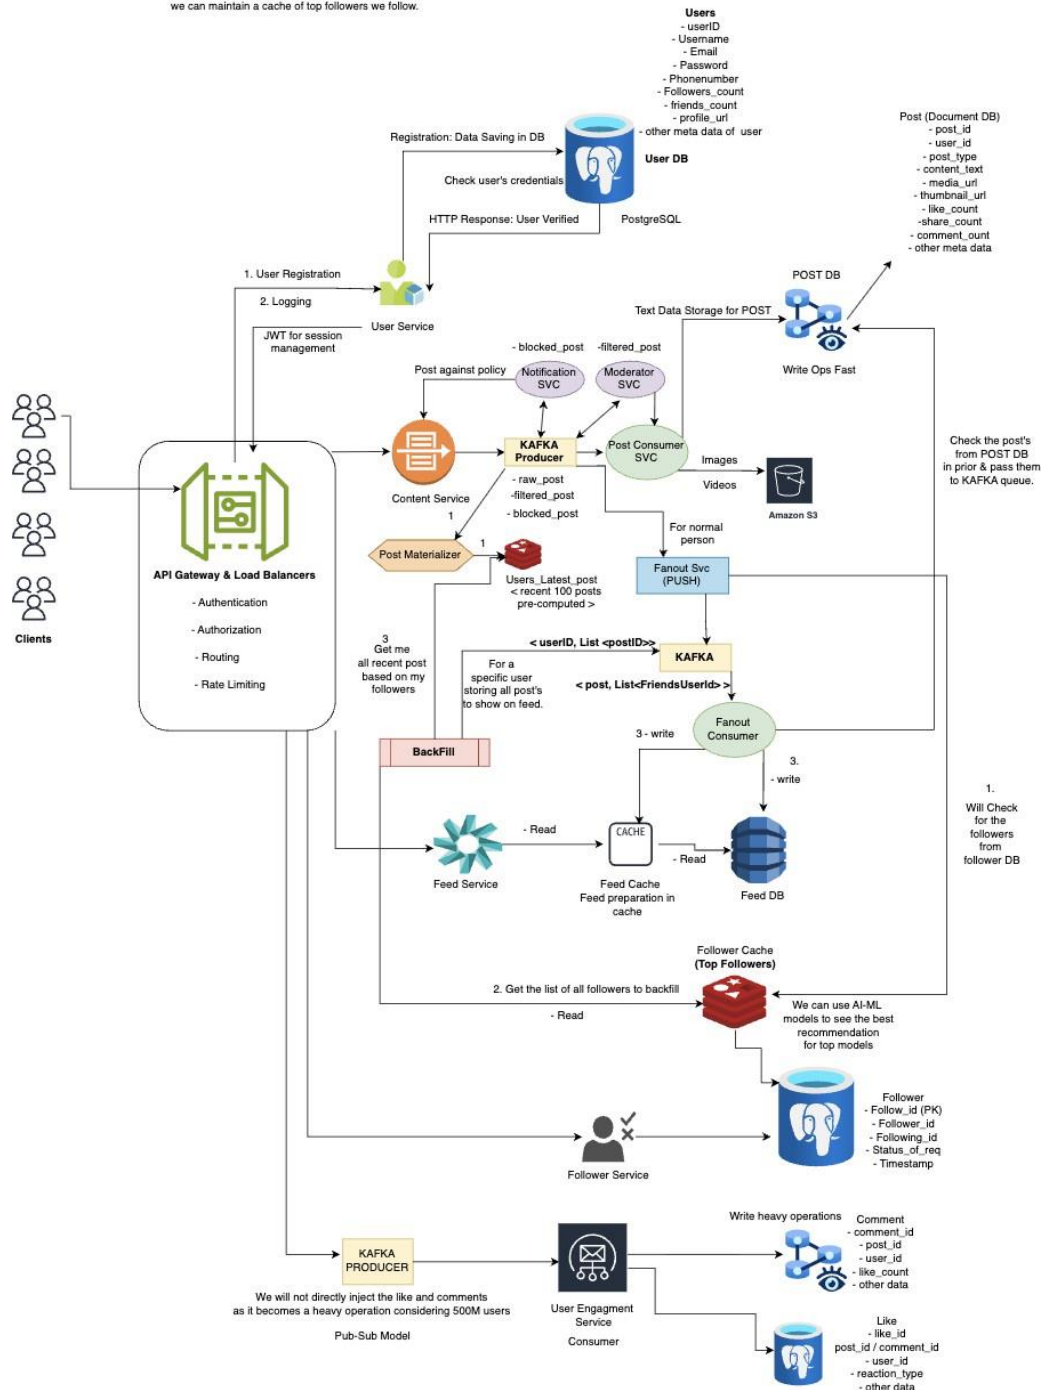 we can maintain a cache of top followers we follow.
Users
- userID
- Username
- Email
- Password
- Phonenumber
- Followers_count
- friends_count
- profile_url
- other meta data of user
User DB
PostgreSQL
Registration: Data Saving in DB
Check user's credentials
HTTP Response: User Verified
Post (Document DB)
- post_id
- user_id
- post_type
- content_text
- media_url
- thumbnail_url
- like_count
-share_count
- comment_ount
- other meta data
1. User Registration
2. Logging
User Service
JWT for session
management
POST DB
Text Data Storage for POST
Write Ops Fast
- blocked_post
-filtered_post
Post against policy
Notification
SVC
Moderator
SVC
KAFKA
Producer
Post Consumer
SVC
Images
Videos
Amazon S3
Content Service
- raw_post
-filtered_post
- blocked_post
1
Check the post's
from POST DB
in prior & pass them
to KAFKA queue.
Clients
API Gateway & Load Balancers
- Authentication
- Authorization
- Routing
- Rate Limiting
Post Materializer
1
Users_Latest_post
< recent 100 posts
pre-computed >
For normal
person
Fanout Svc
(PUSH)
3
Get me
all recent post
based on my
followers
For a
specific user
storing all post's
to show on feed.
< userID, List <postID>>
KAFKA
< post, List<FriendsUserId> >
Fanout
Consumer
BackFill
3 - write
3.
- write
1.
Will Check
for the
followers
from
follower DB
Feed Service
- Read
CACHE
Feed Cache
Feed preparation in
cache
- Read
Feed DB
Follower Cache
(Top Followers)
2. Get the list of all followers to backfill
- Read
We can use AI-ML
models to see the best
recommendation
for top models
Follower
- Follow_id (PK)
- Follower_id
- Following_id
- Status_of_req
- Timestamp
Follower Service
KAFKA
PRODUCER
We will not directly inject the like and comments
as it becomes a heavy operation considering 500M users
Pub-Sub Model
User Engagment
Service
Consumer
Write heavy operations
Comment
- comment_id
- post_id
- user_id
- like_count
- other data
Like
- like_id
post_id / comment_id
- user_id
- reaction_type
- other data